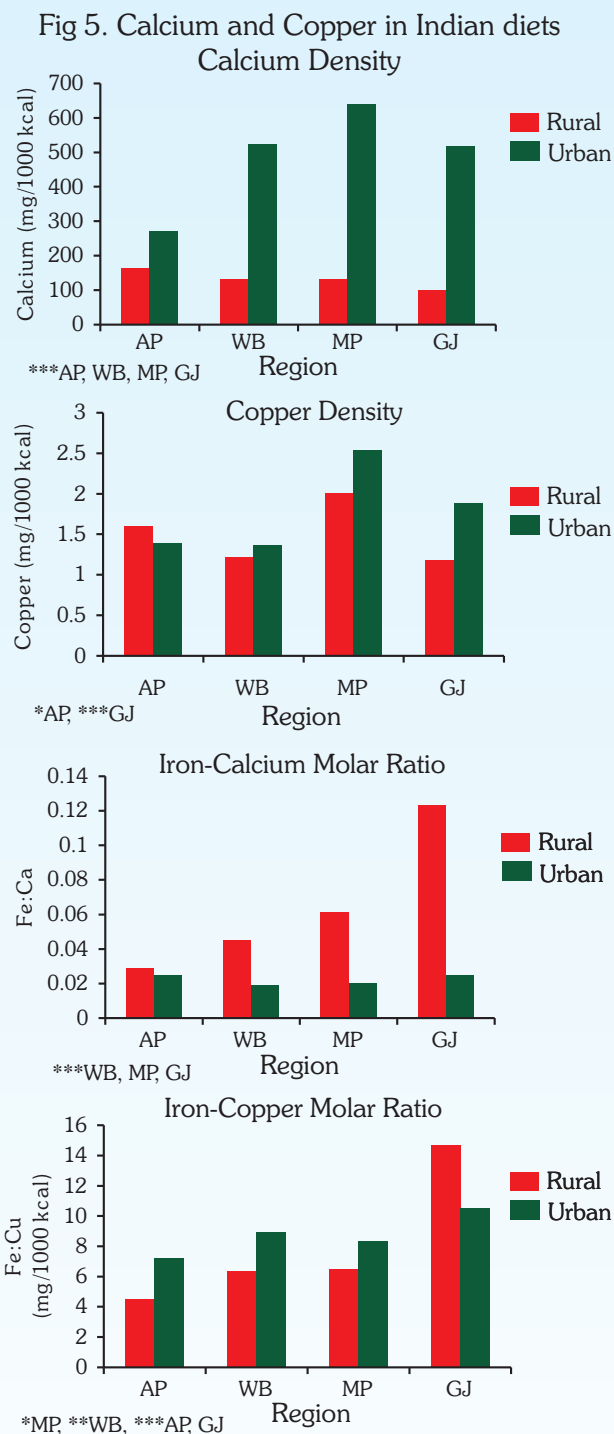 Fig 5. Calcium and Copper in Indian diets
Calcium Density
700
600
500
400
300
200
100
0
Calcium (mg/1000 kcal)
Rural
Urban
AP WB MP GJ
Region
***AP, WB, MP, GJ
Copper Density
3
2.5
2
1.5
1
0.5
0
Copper (mg/1000 kcal)
Rural
Urban
AP WB MP GJ
Region
*AP, ***GJ
Iron-Calcium Molar Ratio
0.14
0.12
0.1
0.08
0.06
0.04
0.02
0
Fe:Ca
Rural
Urban
AP WB MP GJ
Region
***WB, MP, GJ
Iron-Copper Molar Ratio
16
14
12
10
8
6
4
2
0
Fe:Cu
(mg/1000 kcal)
Rural
Urban
AP WB MP GJ
Region
*MP, **WB, ***AP, GJ